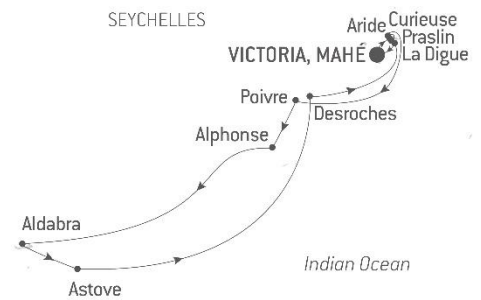 SEYCHELLES
Curieuse
Aride
Praslin
VICTORIA, MAHÉ
La Digue
Poivre
Desroches
Alphonse
Aldabra
Astove
Indian Ocean